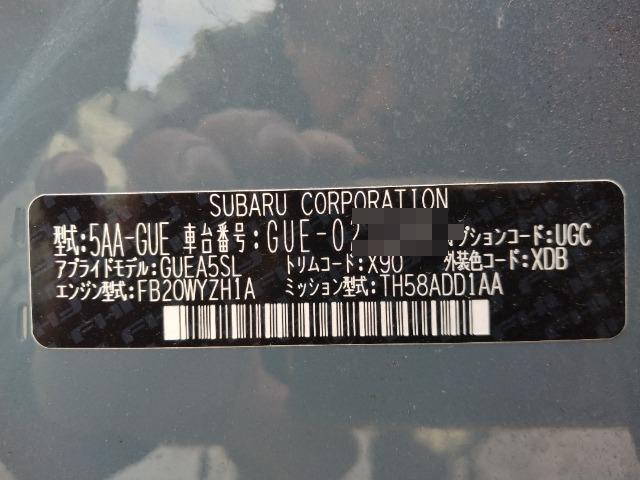 SUBARU CORPORATION
型式:5AA-GUE 車台番号:GUE-02 プションコード:UGC
アプライドモデル:GUEA5SL トリムコード:X90 外装色コード:XDB
エンジン型式:FB20WYZH1A ミッション型式:TH58ADD1AA